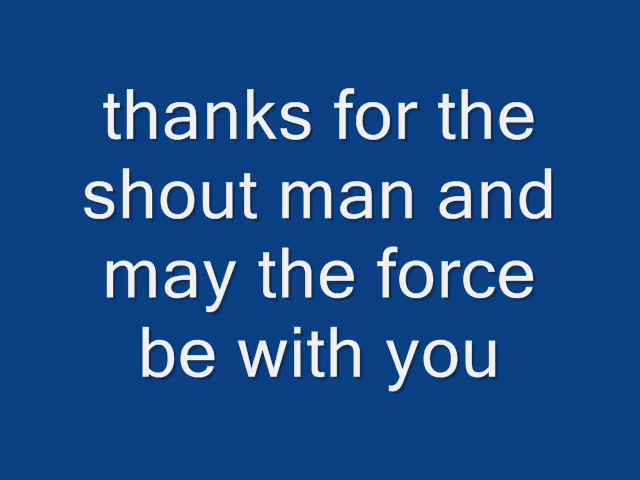 thanks for the
shout man and
may the force
be with you